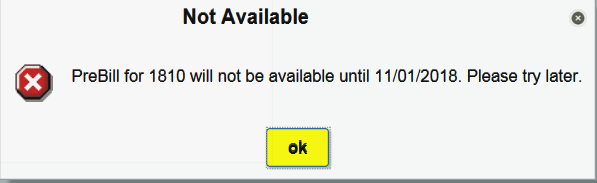 Not Available
PreBill for 1810 will not be available until 11/01/2018. Please try later.
ok